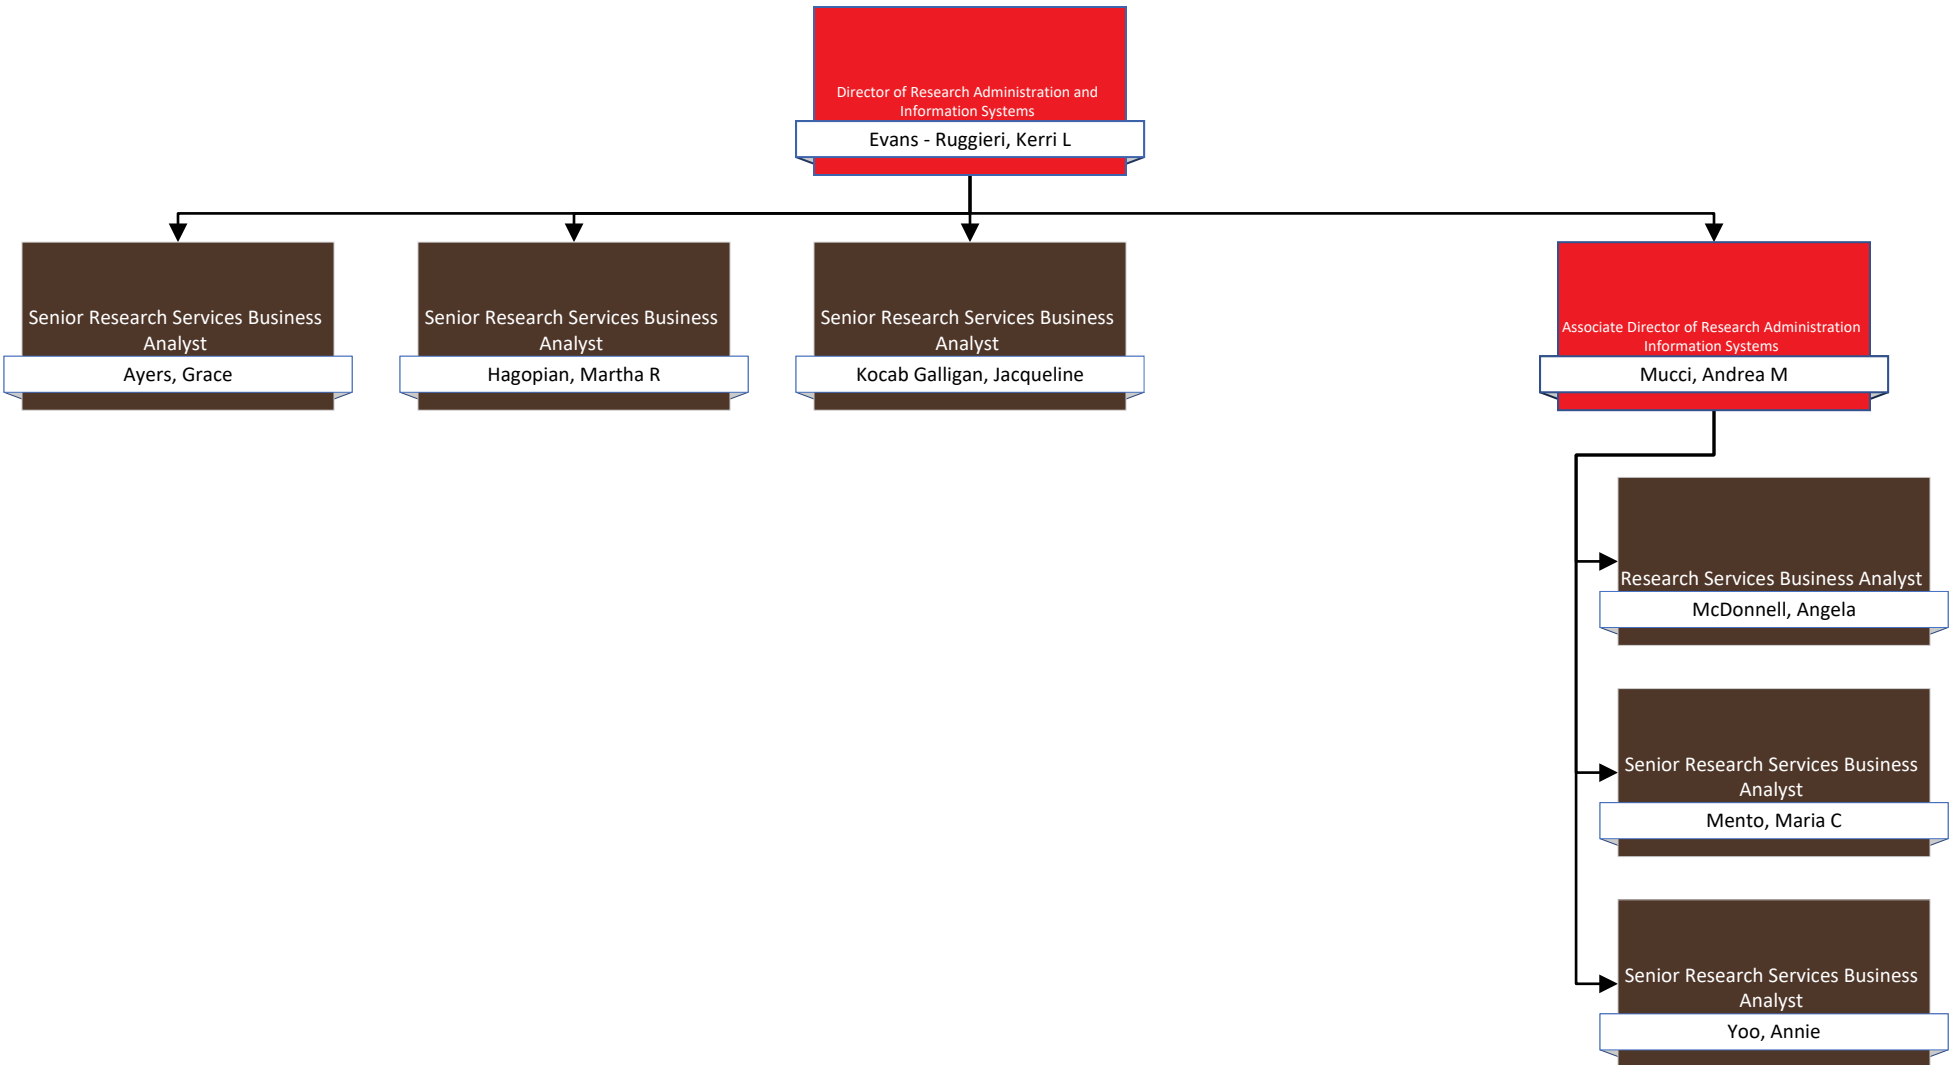 Director of Research Administration and
Information Systems
Evans - Ruggieri, Kerri L
Senior Research Services Business
Analyst
Ayers, Grace
Senior Research Services Business
Analyst
Hagopian, Martha R
Senior Research Services Business
Analyst
Kocab Galligan, Jacqueline
Associate Director of Research Administration
Information Systems
Mucci, Andrea M
Research Services Business Analyst
McDonnell, Angela
Senior Research Services Business
Analyst
Mento, Maria C
Senior Research Services Business
Analyst
Yoo, Annie